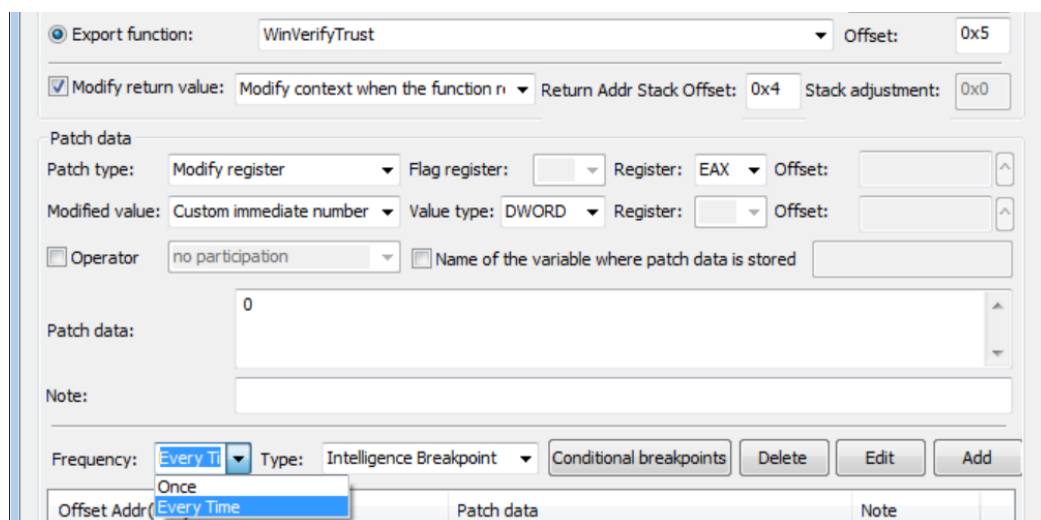 Export function: WinVerifyTrust Offset: 0x5
Modify return value: Modify context when the function r Return Addr Stack Offset: 0x4 Stack adjustment: 0x0
Patch data
Patch type: Modify register Flag register: Register: EAX Offset:
Modified value: Custom immediate number Value type: DWORD Register: Offset:
Operator no participation Name of the variable where patch data is stored
0
Patch data:
Note:
Frequency: Every Ti Type: Intelligence Breakpoint Conditional breakpoints Delete Edit Add
Once
Every Time
Offset Addr( Patch data Note